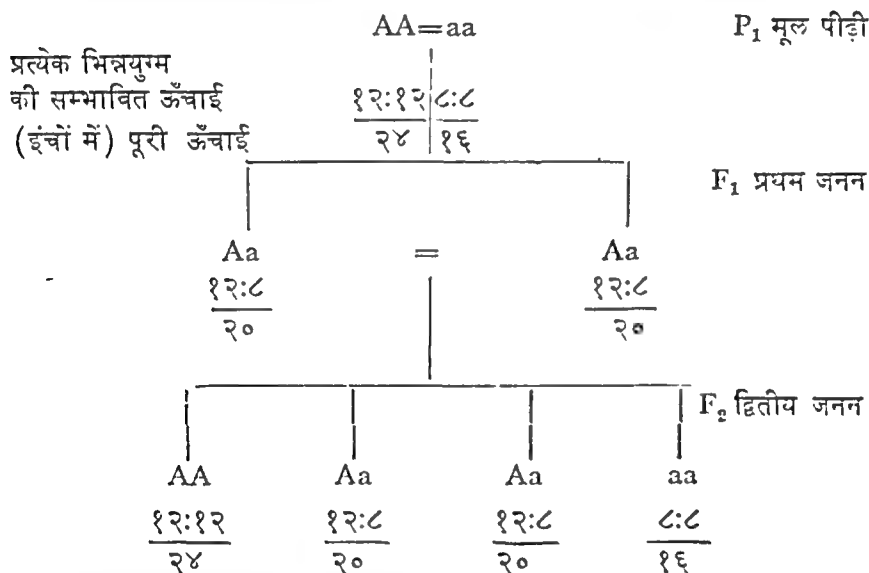 AA=aa P₁ मूल पीढ़ी
प्रत्येक भिन्नयुग्म
की सम्भावित ऊँचाई १२:१२ ८:८
(इंचों में) पूरी ऊँचाई २४ १६
F₁ प्रथम जनन
Aa = Aa
१२:८ १२:८
२० २०
F₂ द्वितीय जनन
AA Aa Aa aa
१२:१२ १२:८ १२:८ ८:८
२४ २० २० १६